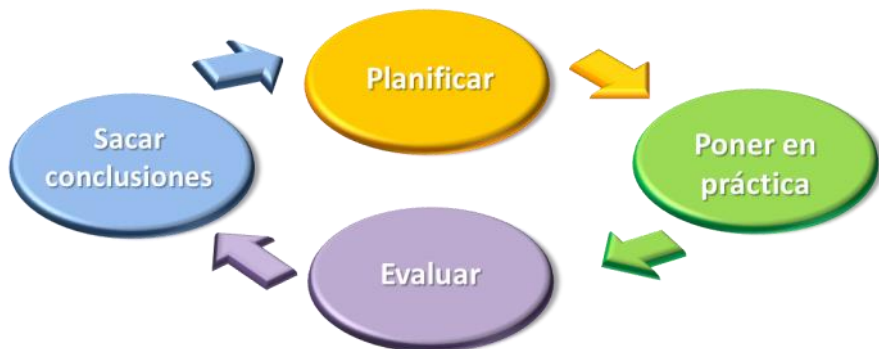 Planificar
Poner en
práctica
Evaluar
Sacar
conclusiones